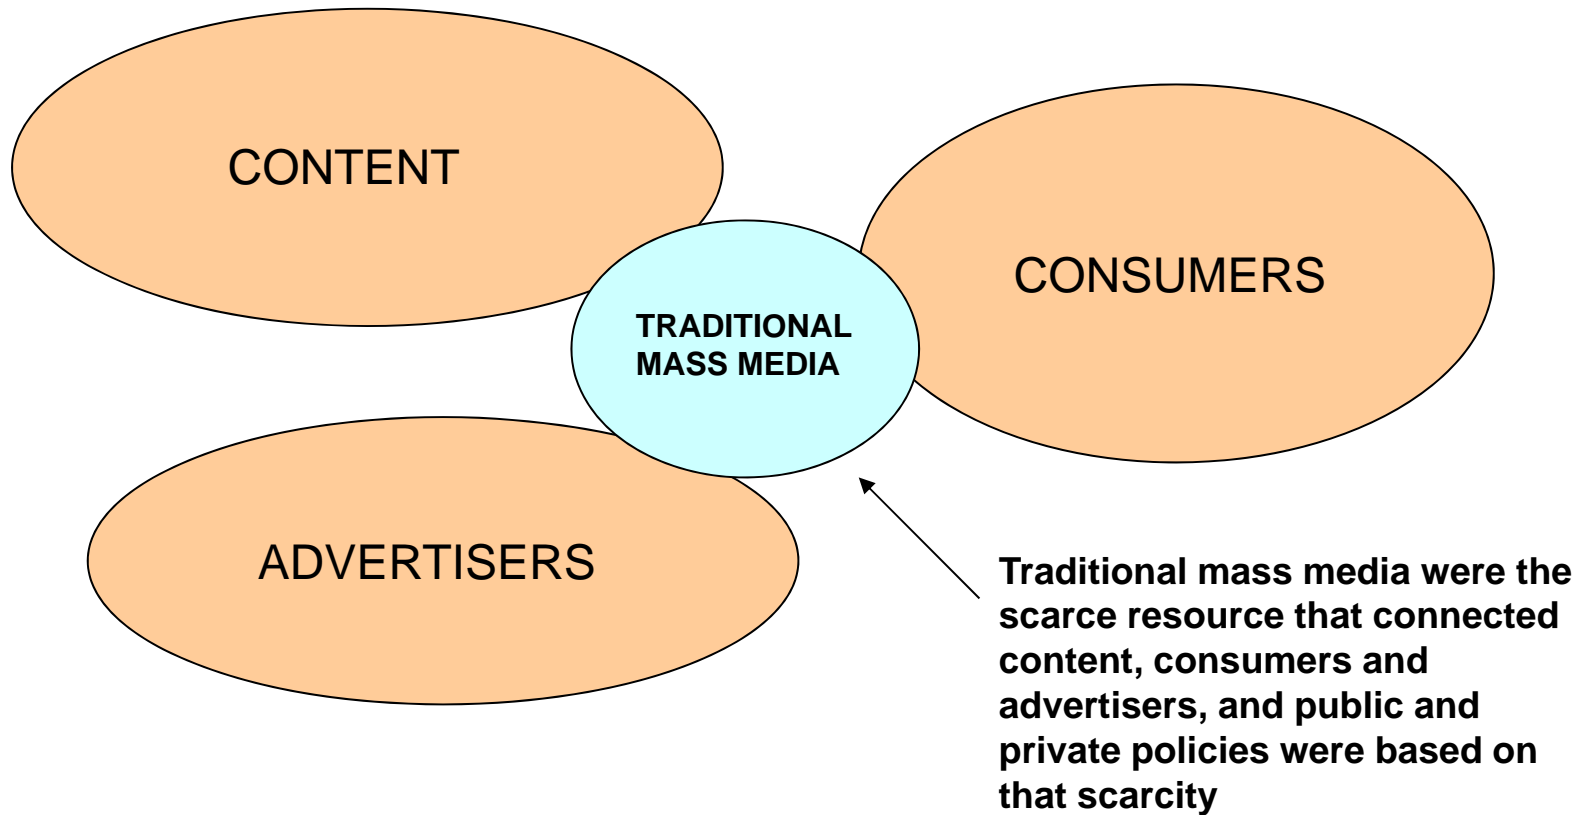 CONTENT
CONSUMERS
TRADITIONAL
MASS MEDIA
ADVERTISERS
Traditional mass media were the
scarce resource that connected
content, consumers and
advertisers, and public and
private policies were based on
that scarcity